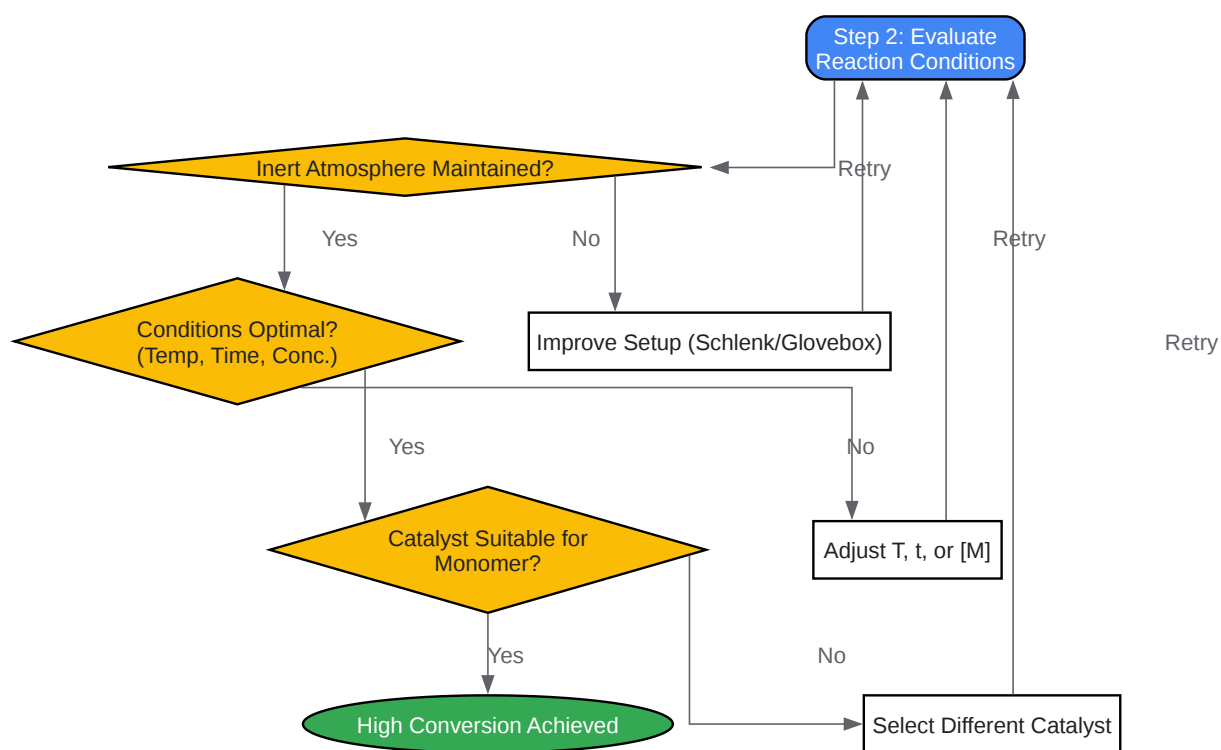 Step 2: Evaluate
Reaction Conditions
Inert Atmosphere Maintained?
Retry
Yes
No
Retry
Conditions Optimal?
(Temp, Time, Conc.)
Improve Setup (Schlenk/Glovebox)
Retry
Yes
No
Catalyst Suitable for
Monomer?
Adjust T, t, or [M]
Yes
No
High Conversion Achieved
Select Different Catalyst